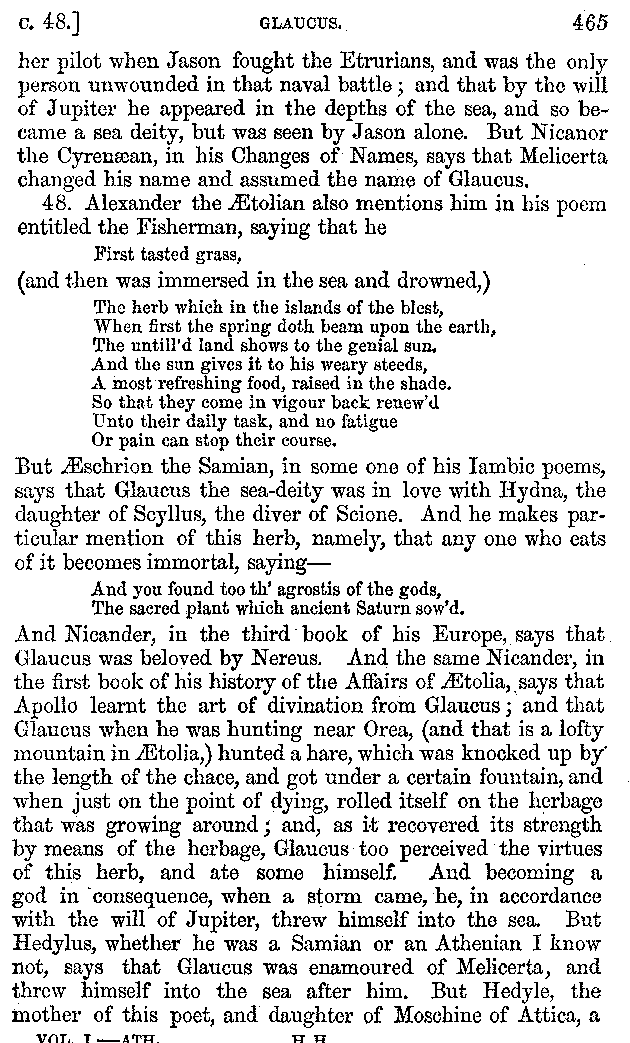 C. 48.] GLAUCUS. 465
her pilot when Jason fought the Etrurians, and was the only
person unwounded in that naval battle; and that by the will
of Jupiter he appeared in the depths of the sea, and so be-
came a sea deity, but was seen by Jason alone. But Nicanor
the Cyrenæan, in his Changes of Names, says that Melicerta
changed his name and assumed the name of Glaucus.
48. Alexander the Ætolian also mentions him in his poem
entitled the Fisherman, saying that he
First tasted grass,
(and then was immersed in the sea and drowned,)
The herb which in the islands of the blest,
When first the spring doth beam upon the earth,
The untill'd land shows to the genial sun.
And the sun gives it to his weary steeds,
A most refreshing food, raised in the shade.
So that they come in vigour back renew'd
Unto their daily task, and no fatigue
Or pain can stop their course.
But Æschrion the Samian, in some one of his Iambic poems,
says that Glaucus the sea-deity was in love with Hydna, the
daughter of Scyllus, the diver of Scione. And he makes par-
ticular mention of this herb, namely, that any one who eats
of it becomes immortal, saying—
And you found too th' agrostis of the gods,
The sacred plant which ancient Saturn sow'd.
And Nicander, in the third book of his Europe, says that
Glaucus was beloved by Nereus. And the same Nicander, in
the first book of his history of the Affairs of Ætolia, says that
Apollo learnt the art of divination from Glaucus; and that
Glaucus when he was hunting near Orea, (and that is a lofty
mountain in Ætolia,) hunted a hare, which was knocked up by
the length of the chace, and got under a certain fountain, and
when just on the point of dying, rolled itself on the herbage
that was growing around; and, as it recovered its strength
by means of the herbage, Glaucus too perceived the virtues
of this herb, and ate some himself. And becoming a
god in consequence, when a storm came, he, in accordance
with the will of Jupiter, threw himself into the sea. But
Hedylus, whether he was a Samian or an Athenian I know
not, says that Glaucus was enamoured of Melicerta, and
threw himself into the sea after him. But Hedyle, the
mother of this poet, and daughter of Moschine of Attica, a
VOL. I.—ATH. H H